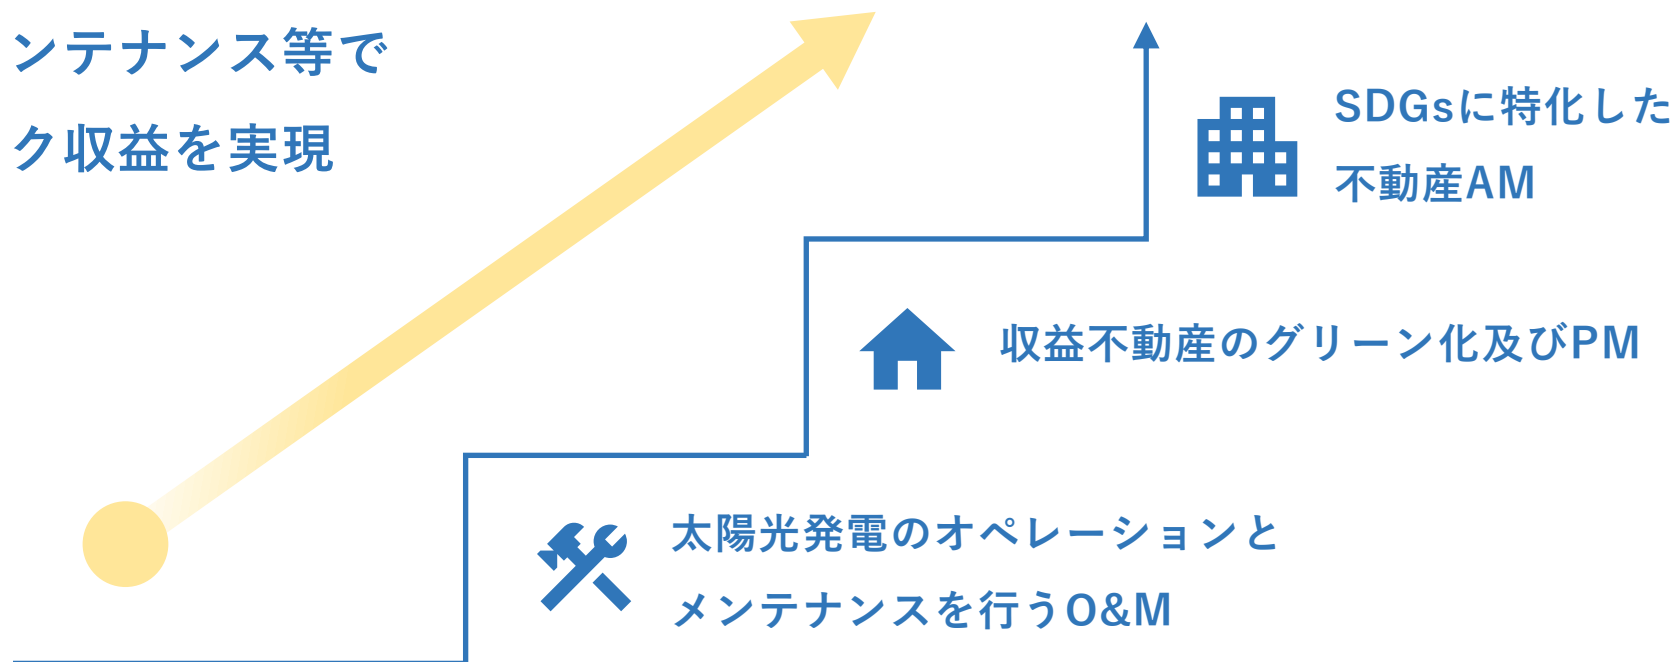 ンテナンス等で
ク収益を実現
SDGsに特化した
不動産AM
収益不動産のグリーン化及びPM
太陽光発電のオペレーションと
メンテナンスを行うO&M